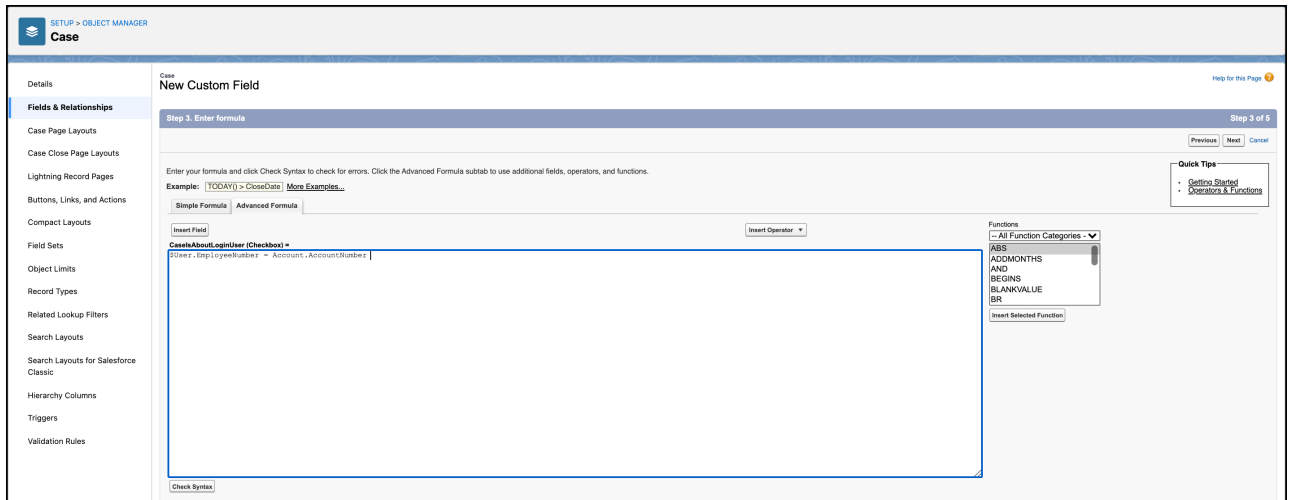 SETUP > OBJECT MANAGER
Case
Details
Fields & Relationships
Case Page Layouts
Case Close Page Layouts
Lightning Record Pages
Buttons, Links, and Actions
Compact Layouts
Field Sets
Object Limits
Record Types
Related Lookup Filters
Search Layouts
Search Layouts for Salesforce
Classic
Hierarchy Columns
Triggers
Validation Rules
Case
New Custom Field
Help for this Page
Step 3. Enter formula
Step 3 of 5
Previous Next Cancel
Enter your formula and click Check Syntax to check for errors. Click the Advanced Formula subtab to use additional fields, operators, and functions.
Example: TODAY() > CloseDate More Examples...
Quick Tips
Getting Started
Operators & Functions
Simple Formula Advanced Formula
Insert Field
Insert Operator
CaseIsAboutLoginUser (Checkbox) =
$User.EmployeeNumber = Account.AccountNumber
Functions
-- All Function Categories -
ABS
ADDMONTHS
AND
BEGINS
BLANKVALUE
BR
Insert Selected Function
Check Syntax